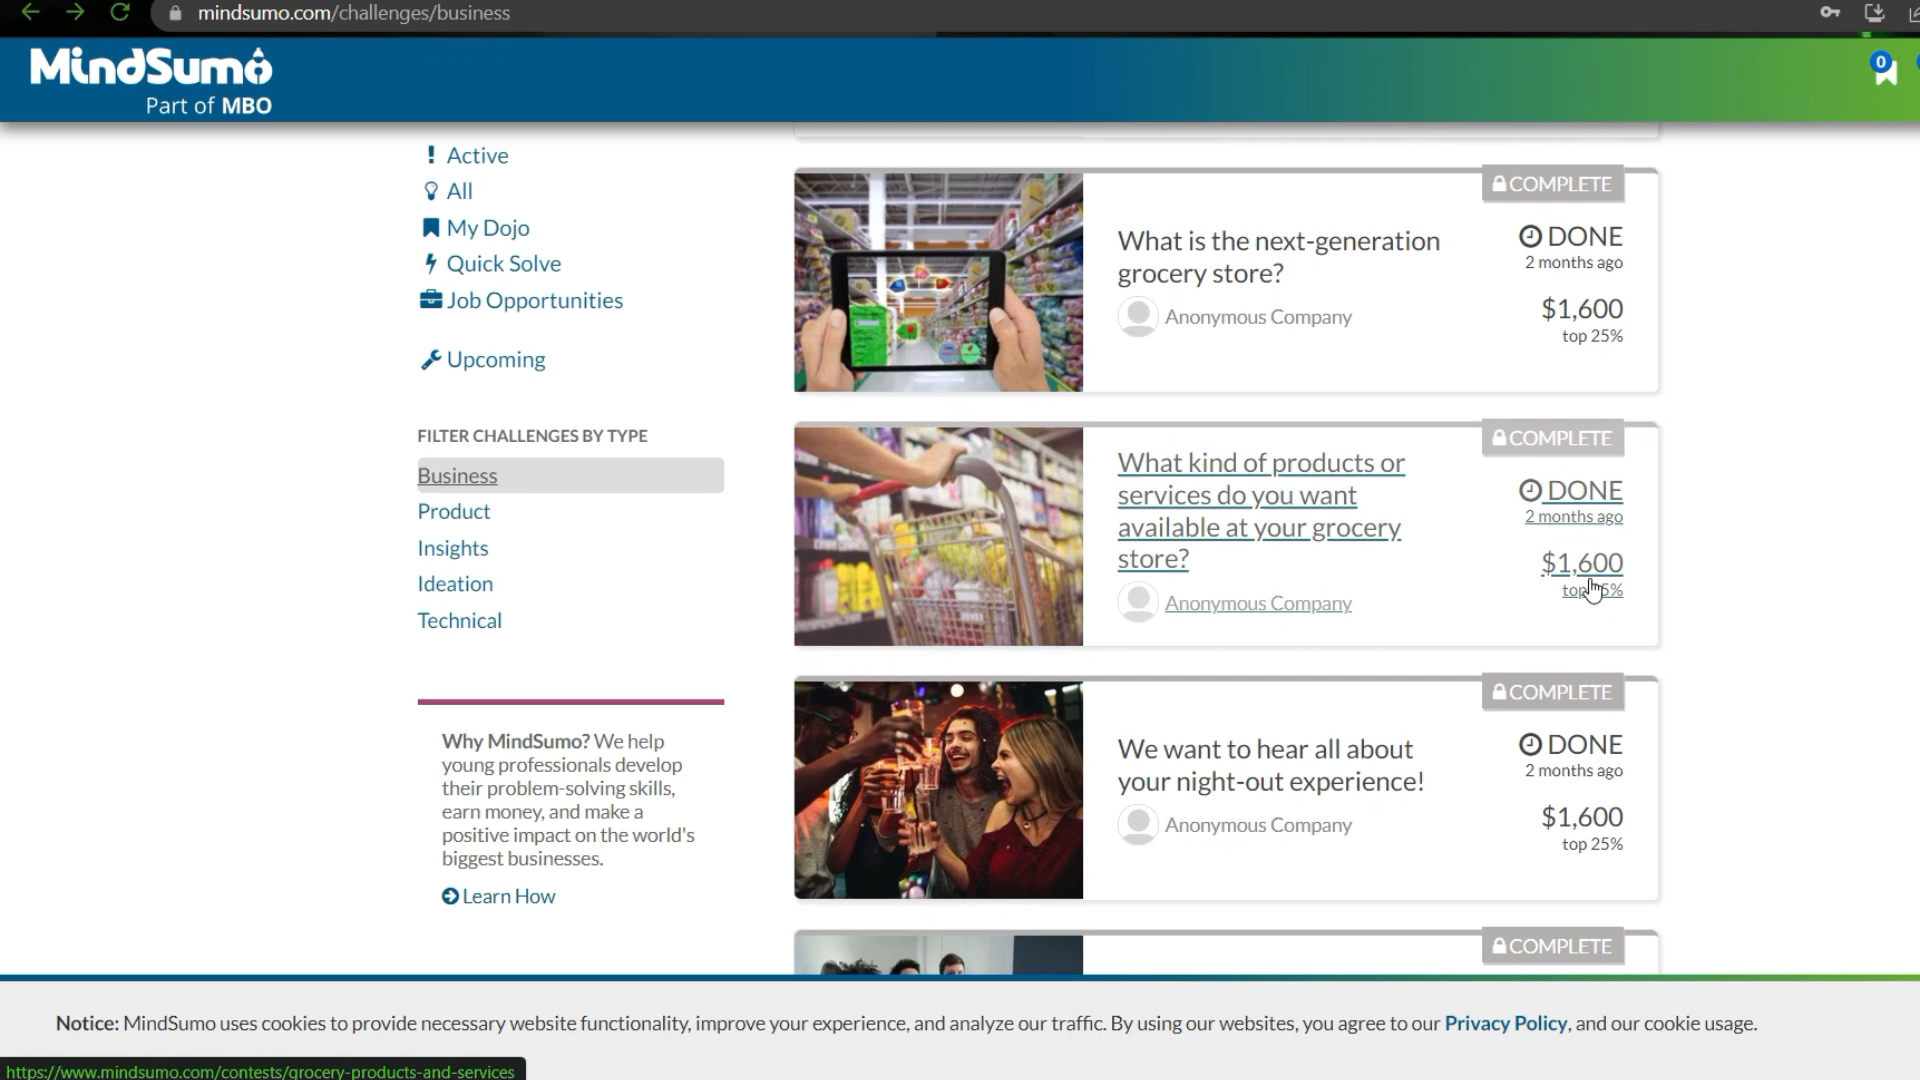 mindsumo.com/challenges/business
MindSumo
Part of MBO
0
Active
All
My Dojo
Quick Solve
Job Opportunities
Upcoming
FILTER CHALLENGES BY TYPE
Business
Product
Insights
Ideation
Technical
Why MindSumo? We help
young professionals develop
their problem-solving skills,
earn money, and make a
positive impact on the world's
biggest businesses.
Learn How
COMPLETE
What is the next-generation
grocery store?
Anonymous Company
DONE
2 months ago
$1,600
top 25%
COMPLETE
What kind of products or
services do you want
available at your grocery
store?
Anonymous Company
DONE
2 months ago
$1,600
top
COMPLETE
We want to hear all about
your night-out experience!
Anonymous Company
DONE
2 months ago
$1,600
top 25%
COMPLETE
Notice: MindSumo uses cookies to provide necessary website functionality, improve your experience, and analyze our traffic. By using our websites, you agree to our Privacy Policy, and our cookie usage.
https://www.mindsumo.com/contests/grocery-products-and-services